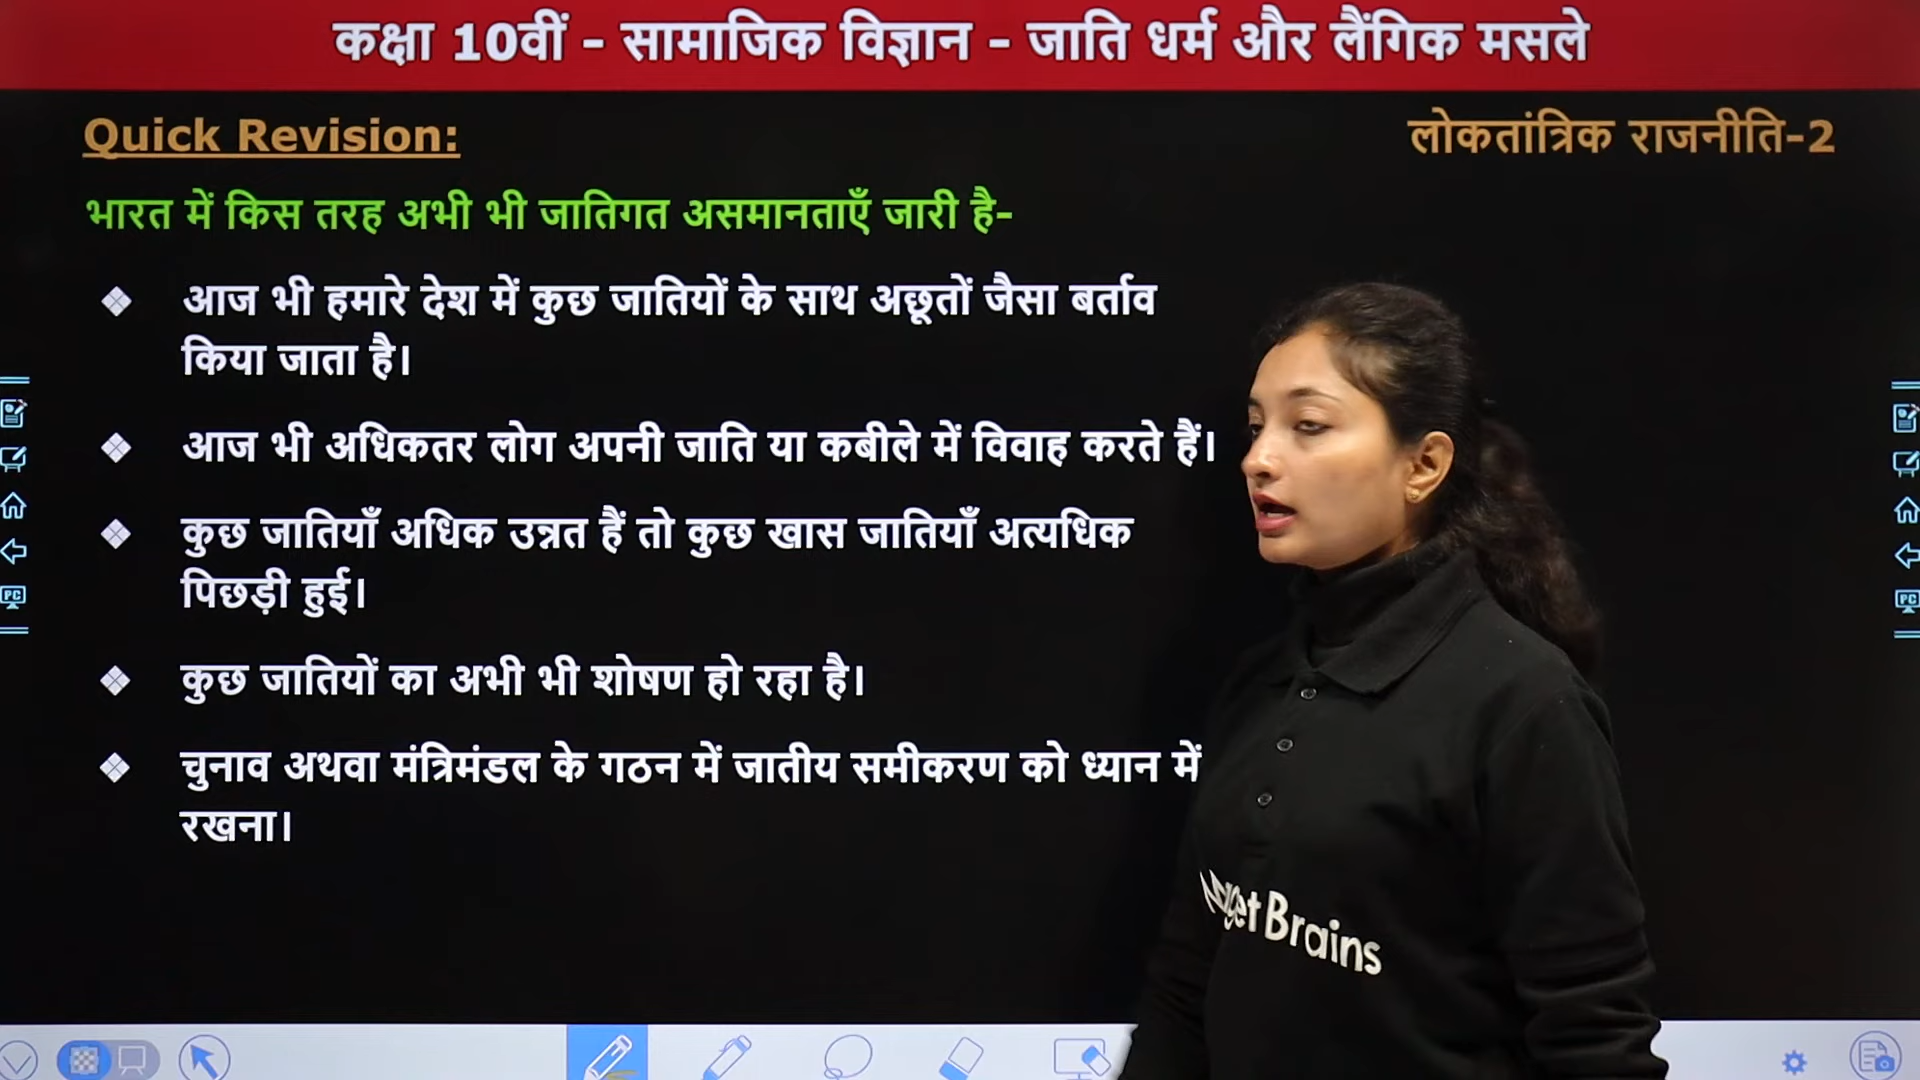 कक्षा 10वीं - सामाजिक विज्ञान - जाति धर्म और लैंगिक मसले
Quick Revision:
लोकतांत्रिक राजनीति-2
भारत में किस तरह अभी भी जातिगत असमानताएँ जारी है-
❖ आज भी हमारे देश में कुछ जातियों के साथ अछूतों जैसा बर्ताव
किया जाता है।
❖ आज भी अधिकतर लोग अपनी जाति या कबीले में विवाह करते हैं।
❖ कुछ जातियाँ अधिक उन्नत हैं तो कुछ खास जातियाँ अत्यधिक
पिछड़ी हुई।
❖ कुछ जातियों का अभी भी शोषण हो रहा है।
❖ चुनाव अथवा मंत्रिमंडल के गठन में जातीय समीकरण को ध्यान में
रखना।
PC
PC
Brains